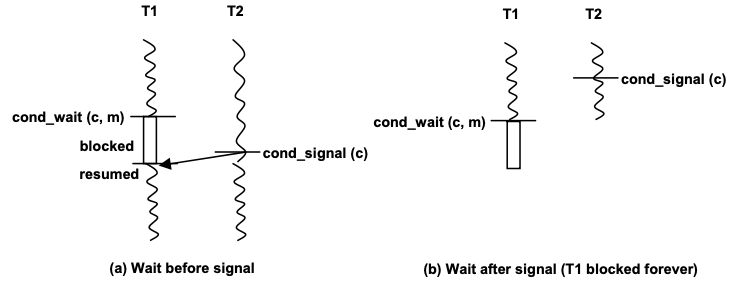 T1
T2
cond_wait (c, m)
blocked
resumed
cond_signal (c)
(a) Wait before signal
T1
T2
cond_signal (c)
cond_wait (c, m)
(b) Wait after signal (T1 blocked forever)